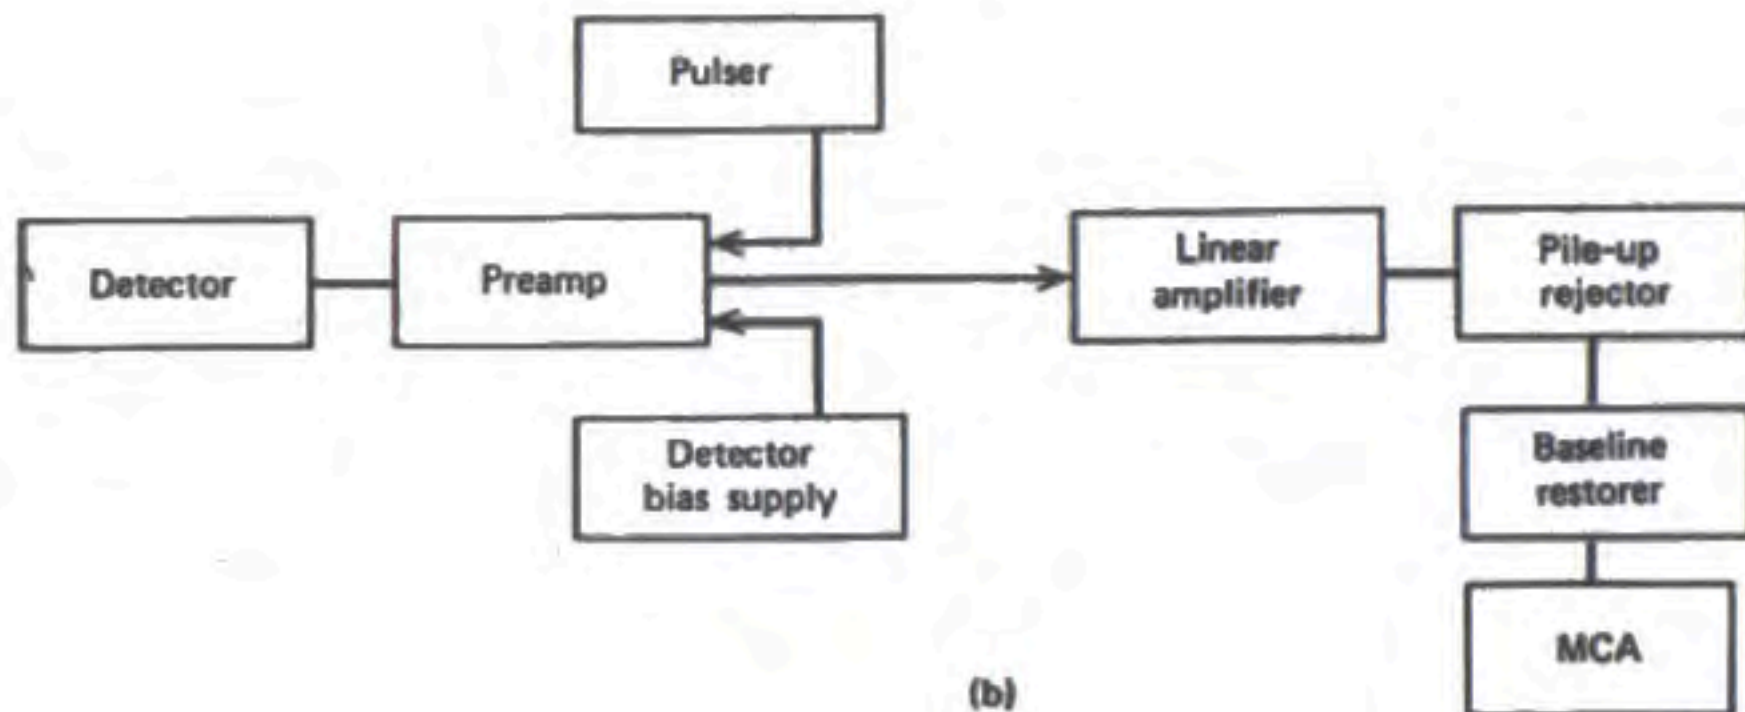 Pulser
Detector
Preamp
Linear
amplifier
Pile-up
rejector
Detector
bias supply
Baseline
restorer
MCA
(b)